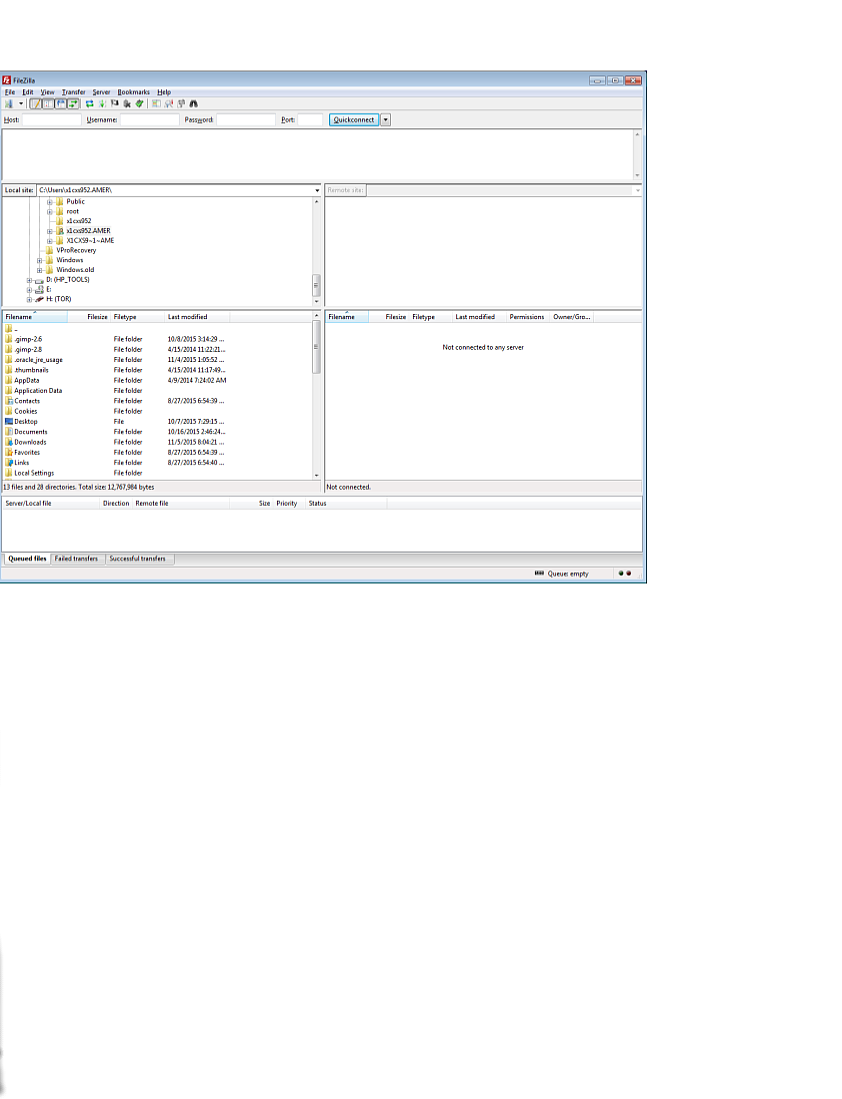 FileZilla
File Edit View Transfer Server Bookmarks Help
Host: Username: Password: Port: Quickconnect
Local site: C:\Users\x1cxs952.AMER\ Remote site:
Public
root
x1cxs952
x1cxs952.AMER
X1CXS9~1~AME
VProRecovery
Windows
Windows.old
D: (HP_TOOLS)
E:
H: (TOR)
Filename Filesize Filetype Last modified
..
.gimp-2.6 File folder 10/8/2015 3:14:29 ...
.gimp-2.8 File folder 4/15/2014 11:22:21...
.oracle_jre_usage File folder 11/4/2015 1:05:52 ...
.thumbnails File folder 4/15/2014 11:17:49...
AppData File folder 4/9/2014 7:24:02 AM
Application Data File folder
Contacts File folder 8/27/2015 6:54:39 ...
Cookies File folder
Desktop File 10/7/2015 7:29:15 ...
Documents File folder 10/16/2015 2:46:24...
Downloads File folder 11/5/2015 8:04:21 ...
Favorites File folder 8/27/2015 6:54:39 ...
Links File folder 8/27/2015 6:54:40 ...
Local Settings File folder
13 files and 28 directories. Total size: 12,767,984 bytes
Filename Filesize Filetype Last modified Permissions Owner/Gro...
Not connected to any server
Not connected.
Server/Local file Direction Remote file Size Priority Status
Queued files Failed transfers Successful transfers
Queue: empty